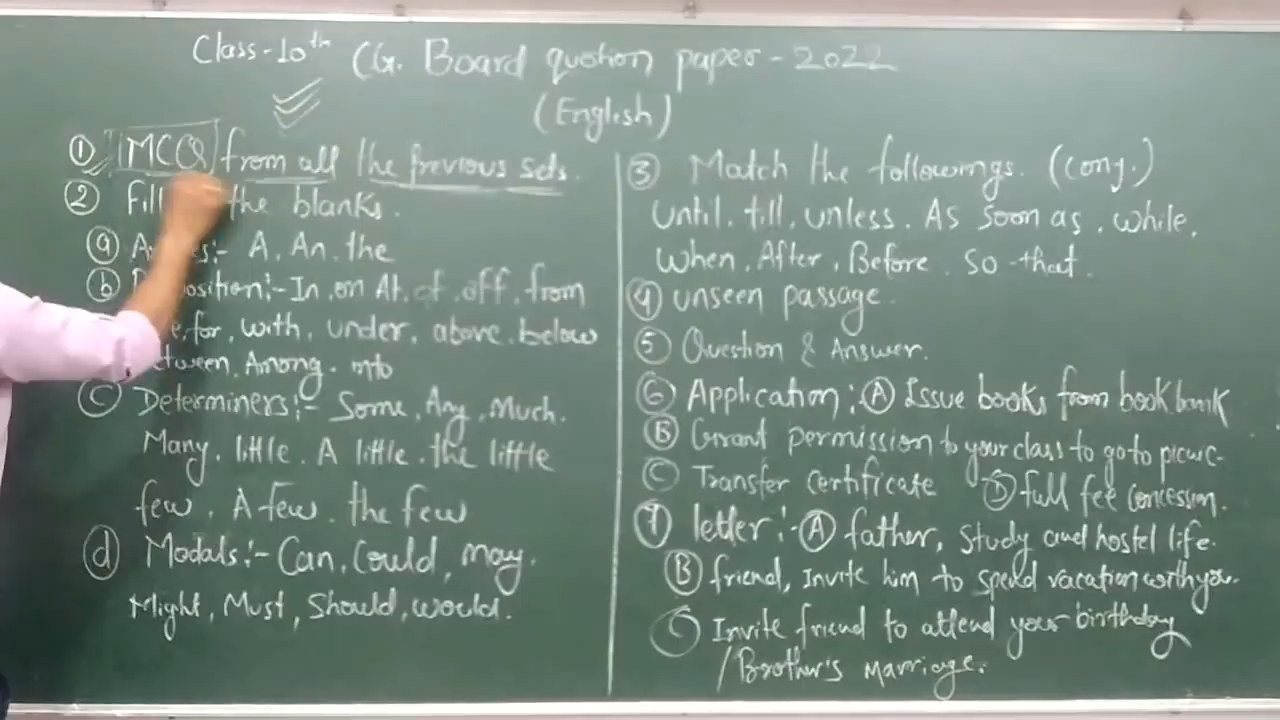 Class-10th CG. Board quetion paper-2022
(English)
① MCQ from all the previous sets.
② Fill the blanks.
ⓐ A. An. the
ⓑ In. on At. of. off. from
for, with, under, above, below
Among. into
ⓒ Determiners:- Some, Any, Much.
Many. little. A little. the little
few. A few. the few
ⓓ Modals:- Can, Could, may.
Might, Must, Should, would.
③ Match the followings. (conj.)
Until. till. unless. As soon as. while.
When. After. Before. So-that.
④ unseen passage.
⑤ Question & Answer.
⑥ Application: Ⓐ Issue books from book bank
Ⓑ Grant permission to your class to go to picnic.
Ⓒ Transfer certificate Ⓓ full fee concession.
⑦ letter:- Ⓐ father, study and hostel life.
Ⓑ friend, invite him to spend vacation with you.
Ⓒ Invite friend to attend your birthday
/Brother's marriage.